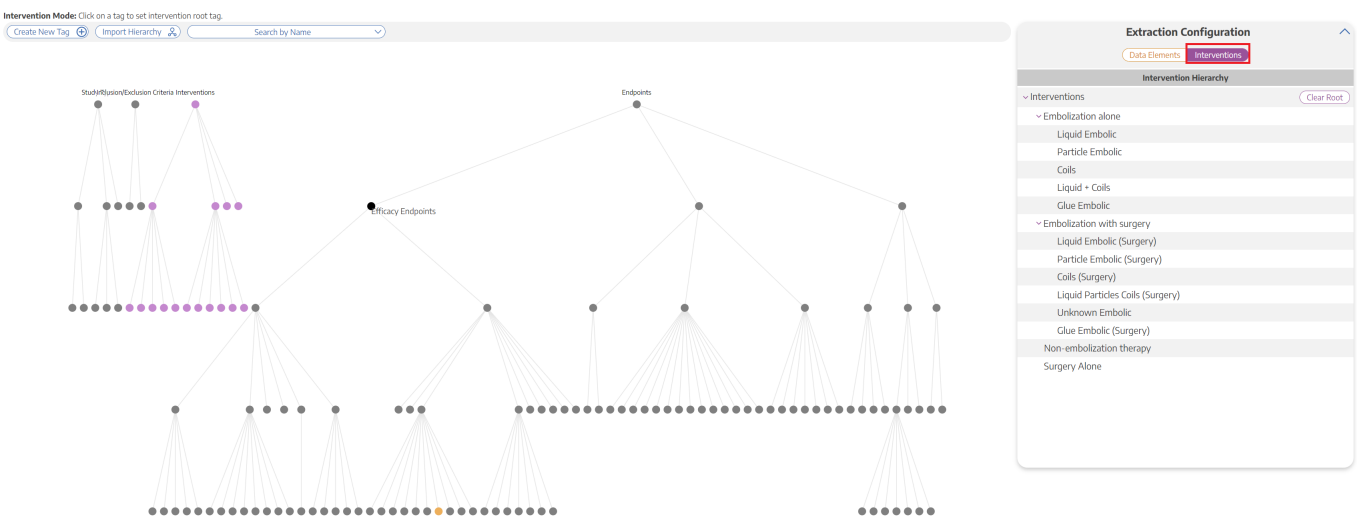 Intervention Mode: Click on a tag to set intervention root tag.
Create New Tag
Import Hierarchy
Search by Name
Inclusion/Exclusion Criteria
Interventions
Endpoints
Efficacy Endpoints
Extraction Configuration
Data Elements
Interventions
Intervention Hierarchy
Interventions
Clear Root
Embolization alone
Liquid Embolic
Particle Embolic
Coils
Liquid + Coils
Glue Embolic
Embolization with surgery
Liquid Embolic (Surgery)
Particle Embolic (Surgery)
Coils (Surgery)
Liquid Particles Coils (Surgery)
Unknown Embolic
Glue Embolic (Surgery)
Non-embolization therapy
Surgery Alone